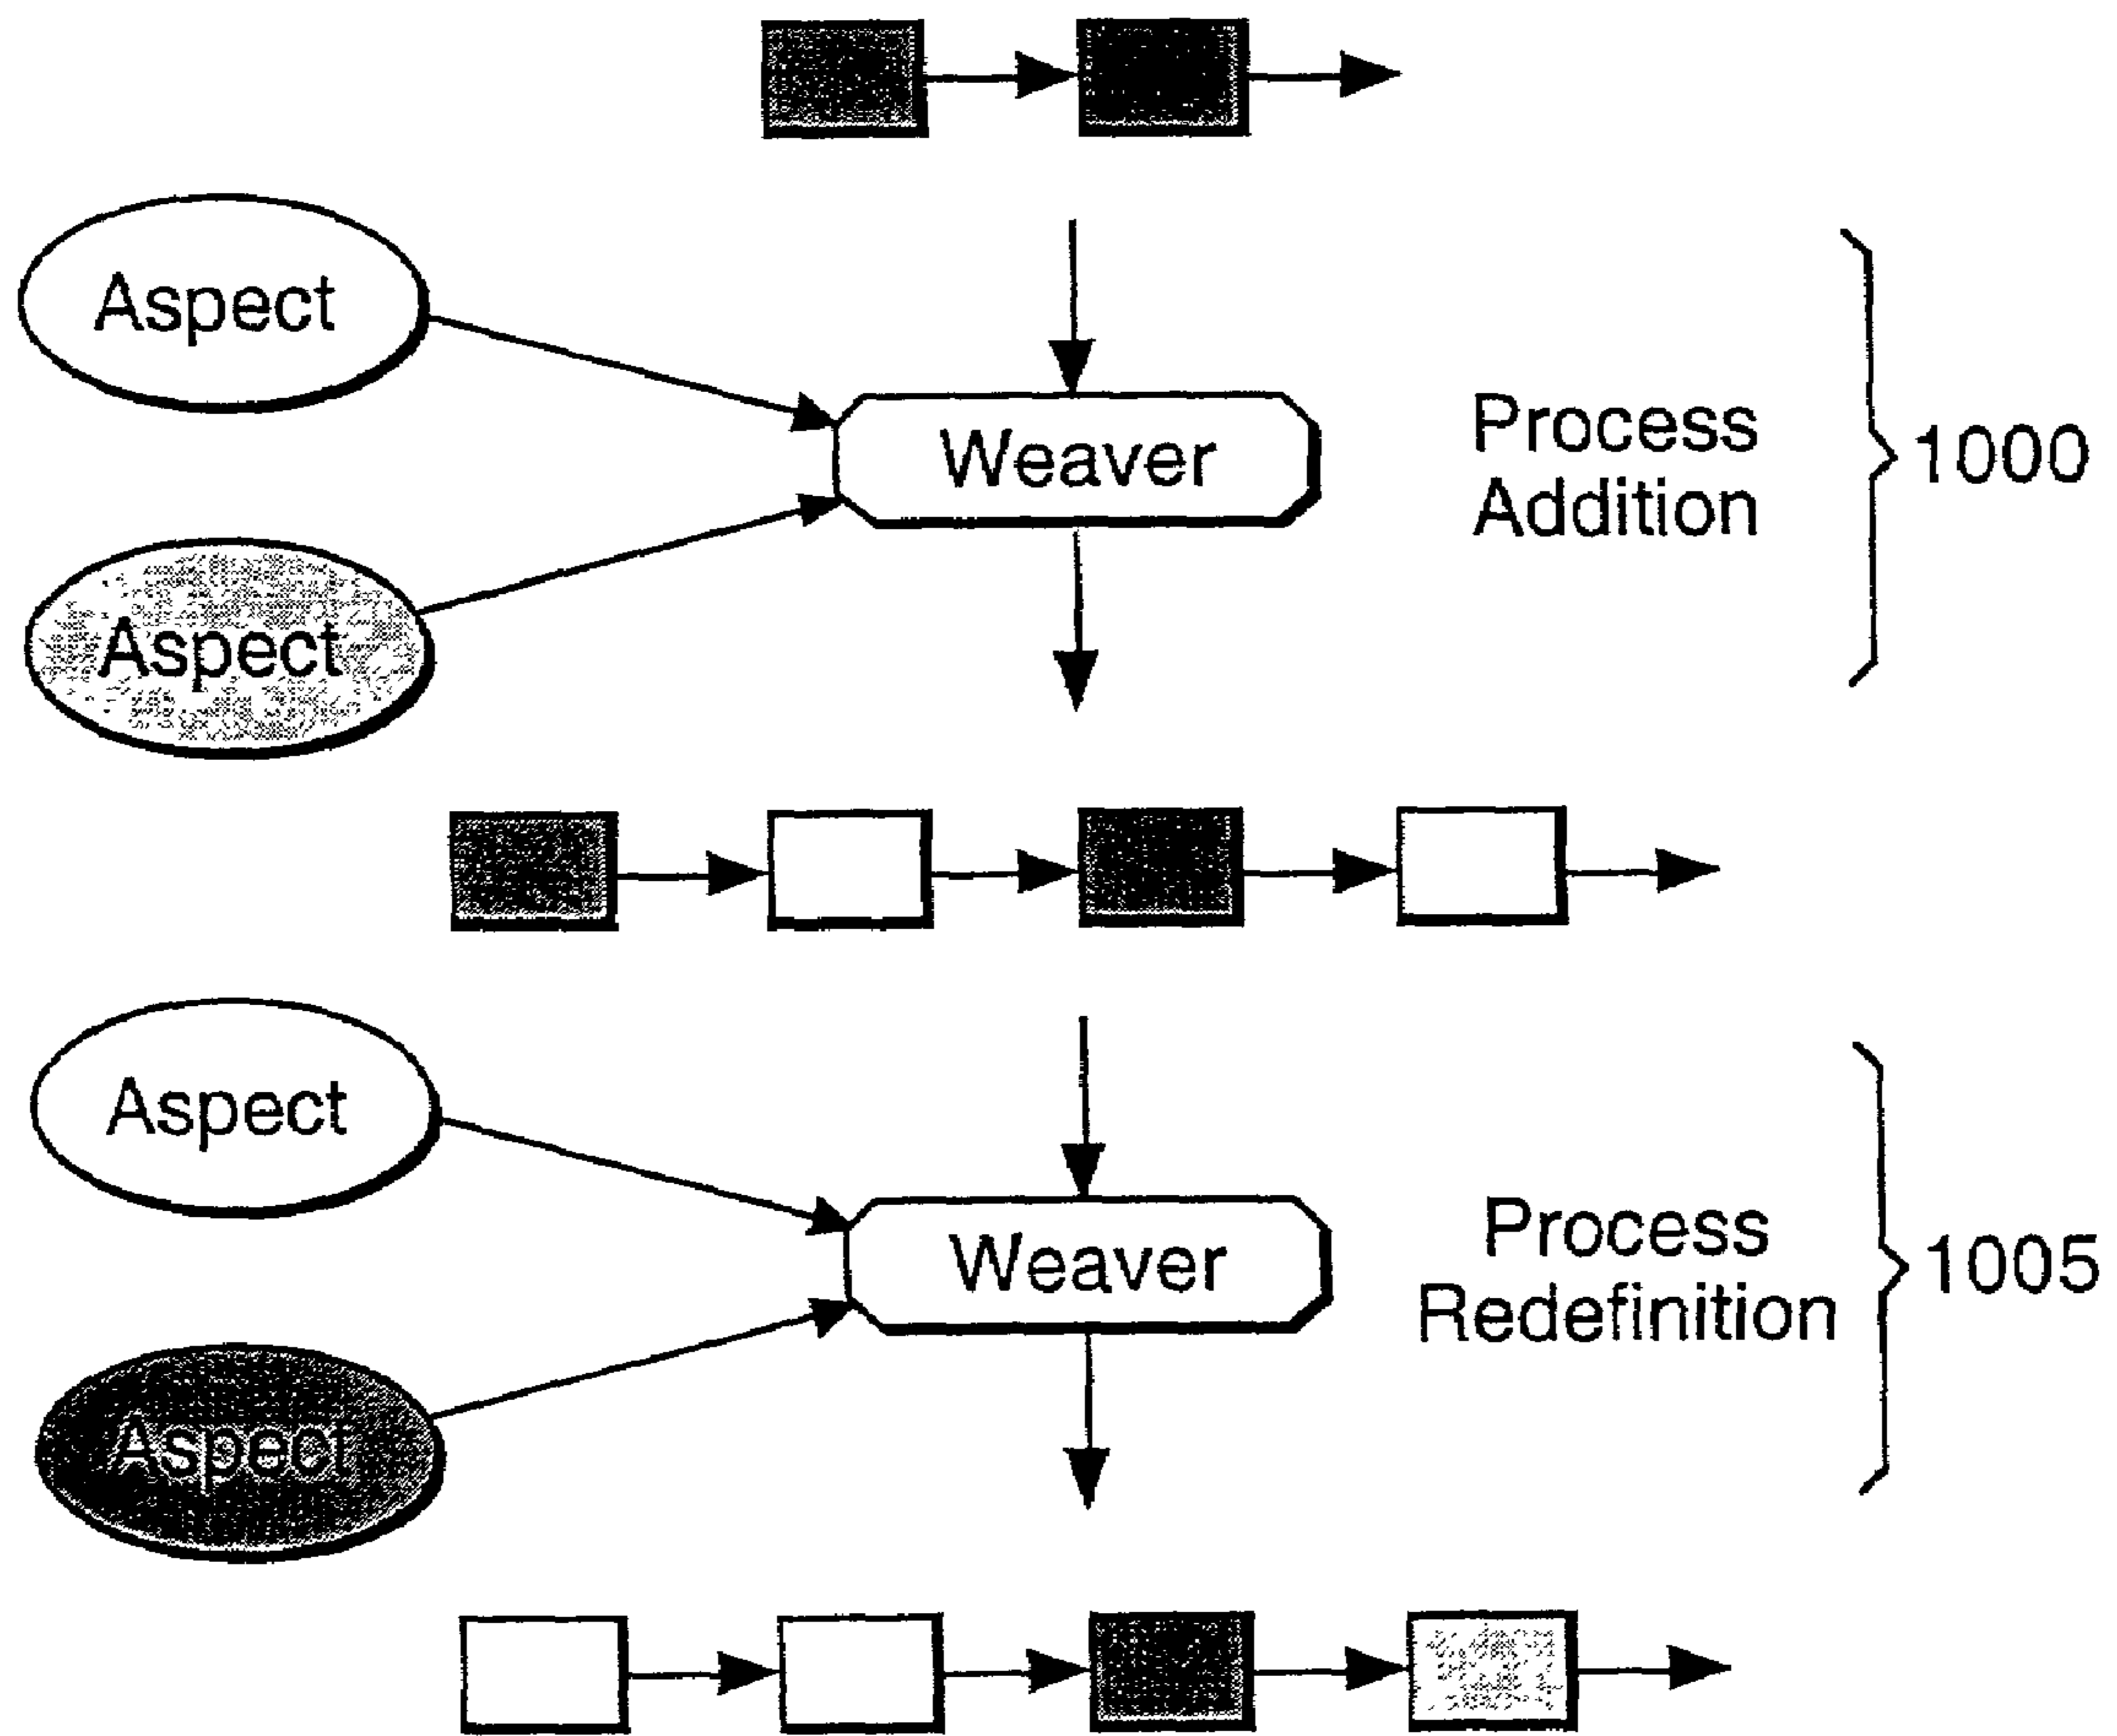 Aspect
Weaver
Process
Addition
1000
Aspect
Aspect
Weaver
Process
Redefinition
1005
Aspect